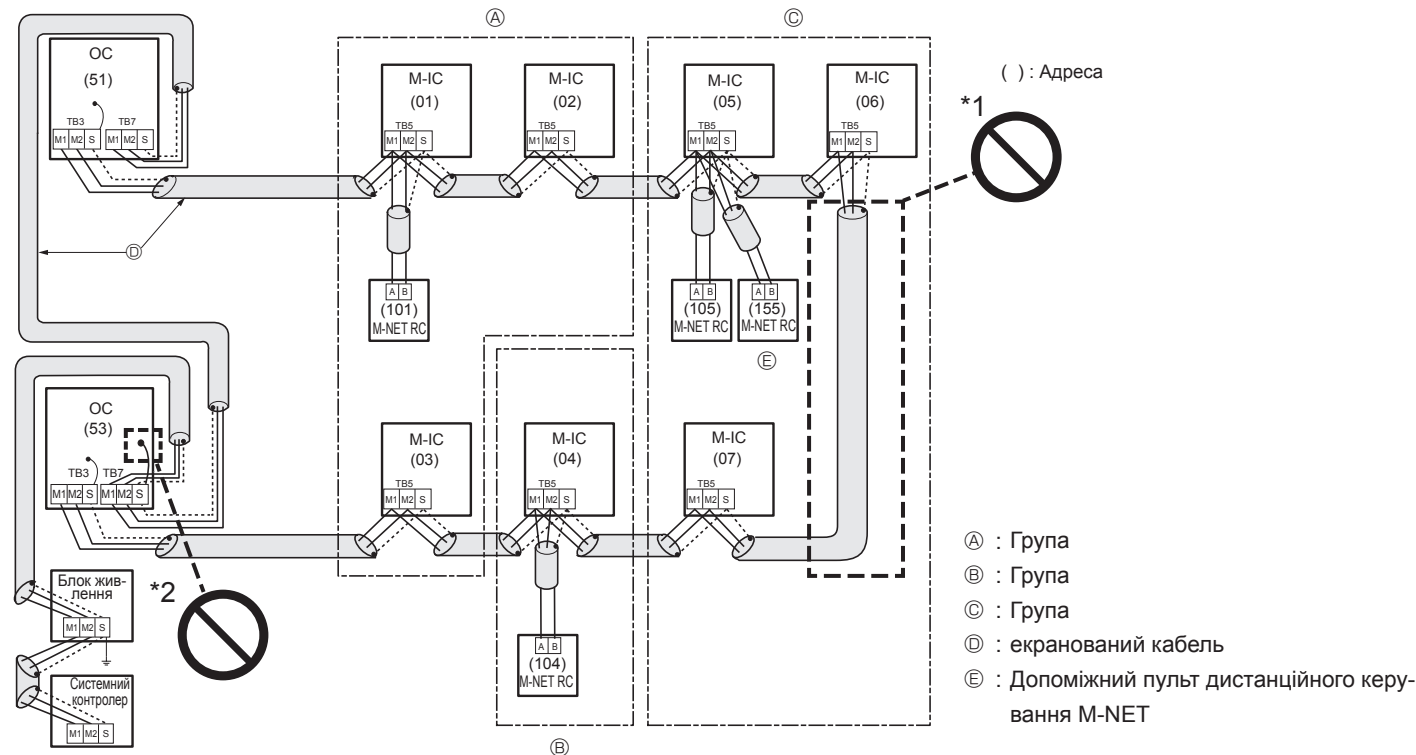 Ⓐ
Ⓒ
OC
(51)
TB3 TB7
M1 M2 S M1 M2 S
M-IC
(01)
TB5
M1 M2 S
M-IC
(02)
TB5
M1 M2 S
M-IC
(05)
TB5
M1 M2 S
M-IC
(06)
TB5
M1 M2 S
( ) : Адреса
*1
Ⓓ
A B
(101)
M-NET RC
A B
(105)
M-NET RC
A B
(155)
M-NET RC
Ⓔ
OC
(53)
TB3 TB7
M1 M2 S M1 M2 S
M-IC
(03)
TB5
M1 M2 S
M-IC
(04)
TB5
M1 M2 S
M-IC
(07)
TB5
M1 M2 S
*2
Блок жив-
лення
M1 M2 S
Системний
контролер
M1 M2 S
A B
(104)
M-NET RC
Ⓑ
Ⓐ : Група
Ⓑ : Група
Ⓒ : Група
Ⓓ : екранований кабель
Ⓔ : Допоміжний пульт дистанційного керу-
вання M-NET